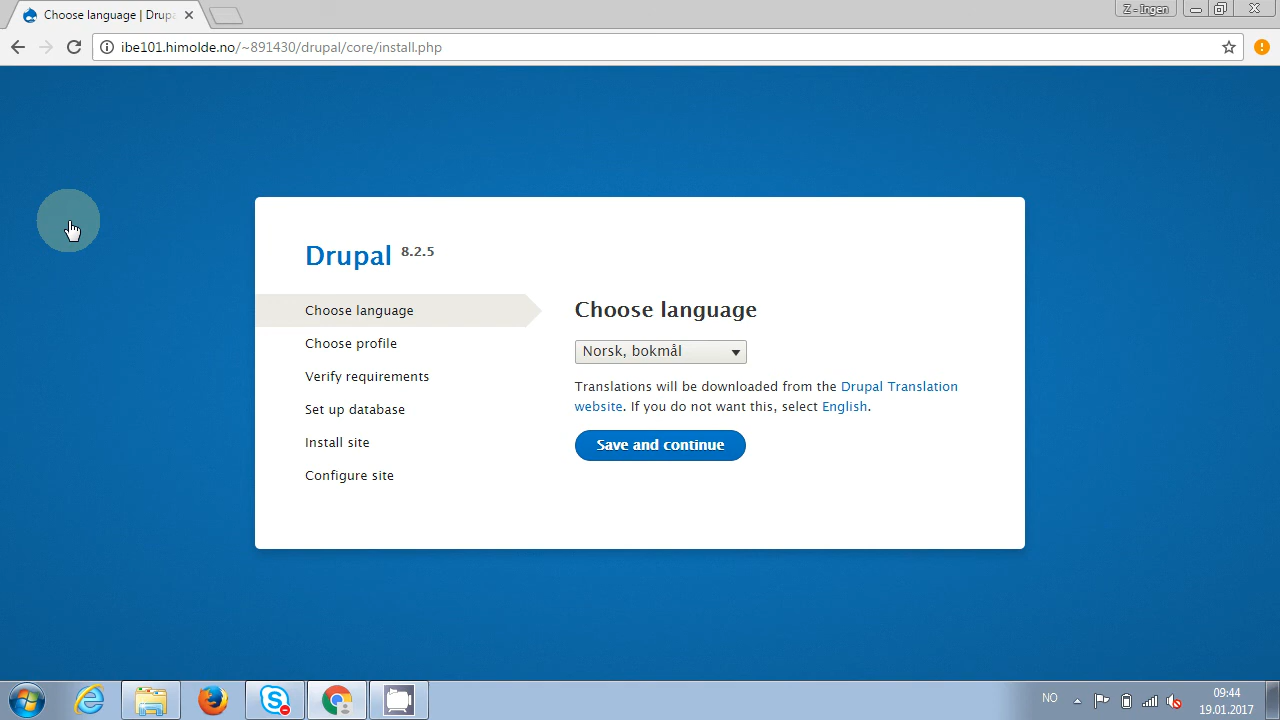 Choose language | Drupa
Z - Ingen
ibe101.himolde.no/~891430/drupal/core/install.php
Drupal 8.2.5
Choose language
Choose profile
Verify requirements
Set up database
Install site
Configure site
Choose language
Norsk, bokmål
Translations will be downloaded from the Drupal Translation
website. If you do not want this, select English.
Save and continue
NO
09:44
19.01.2017